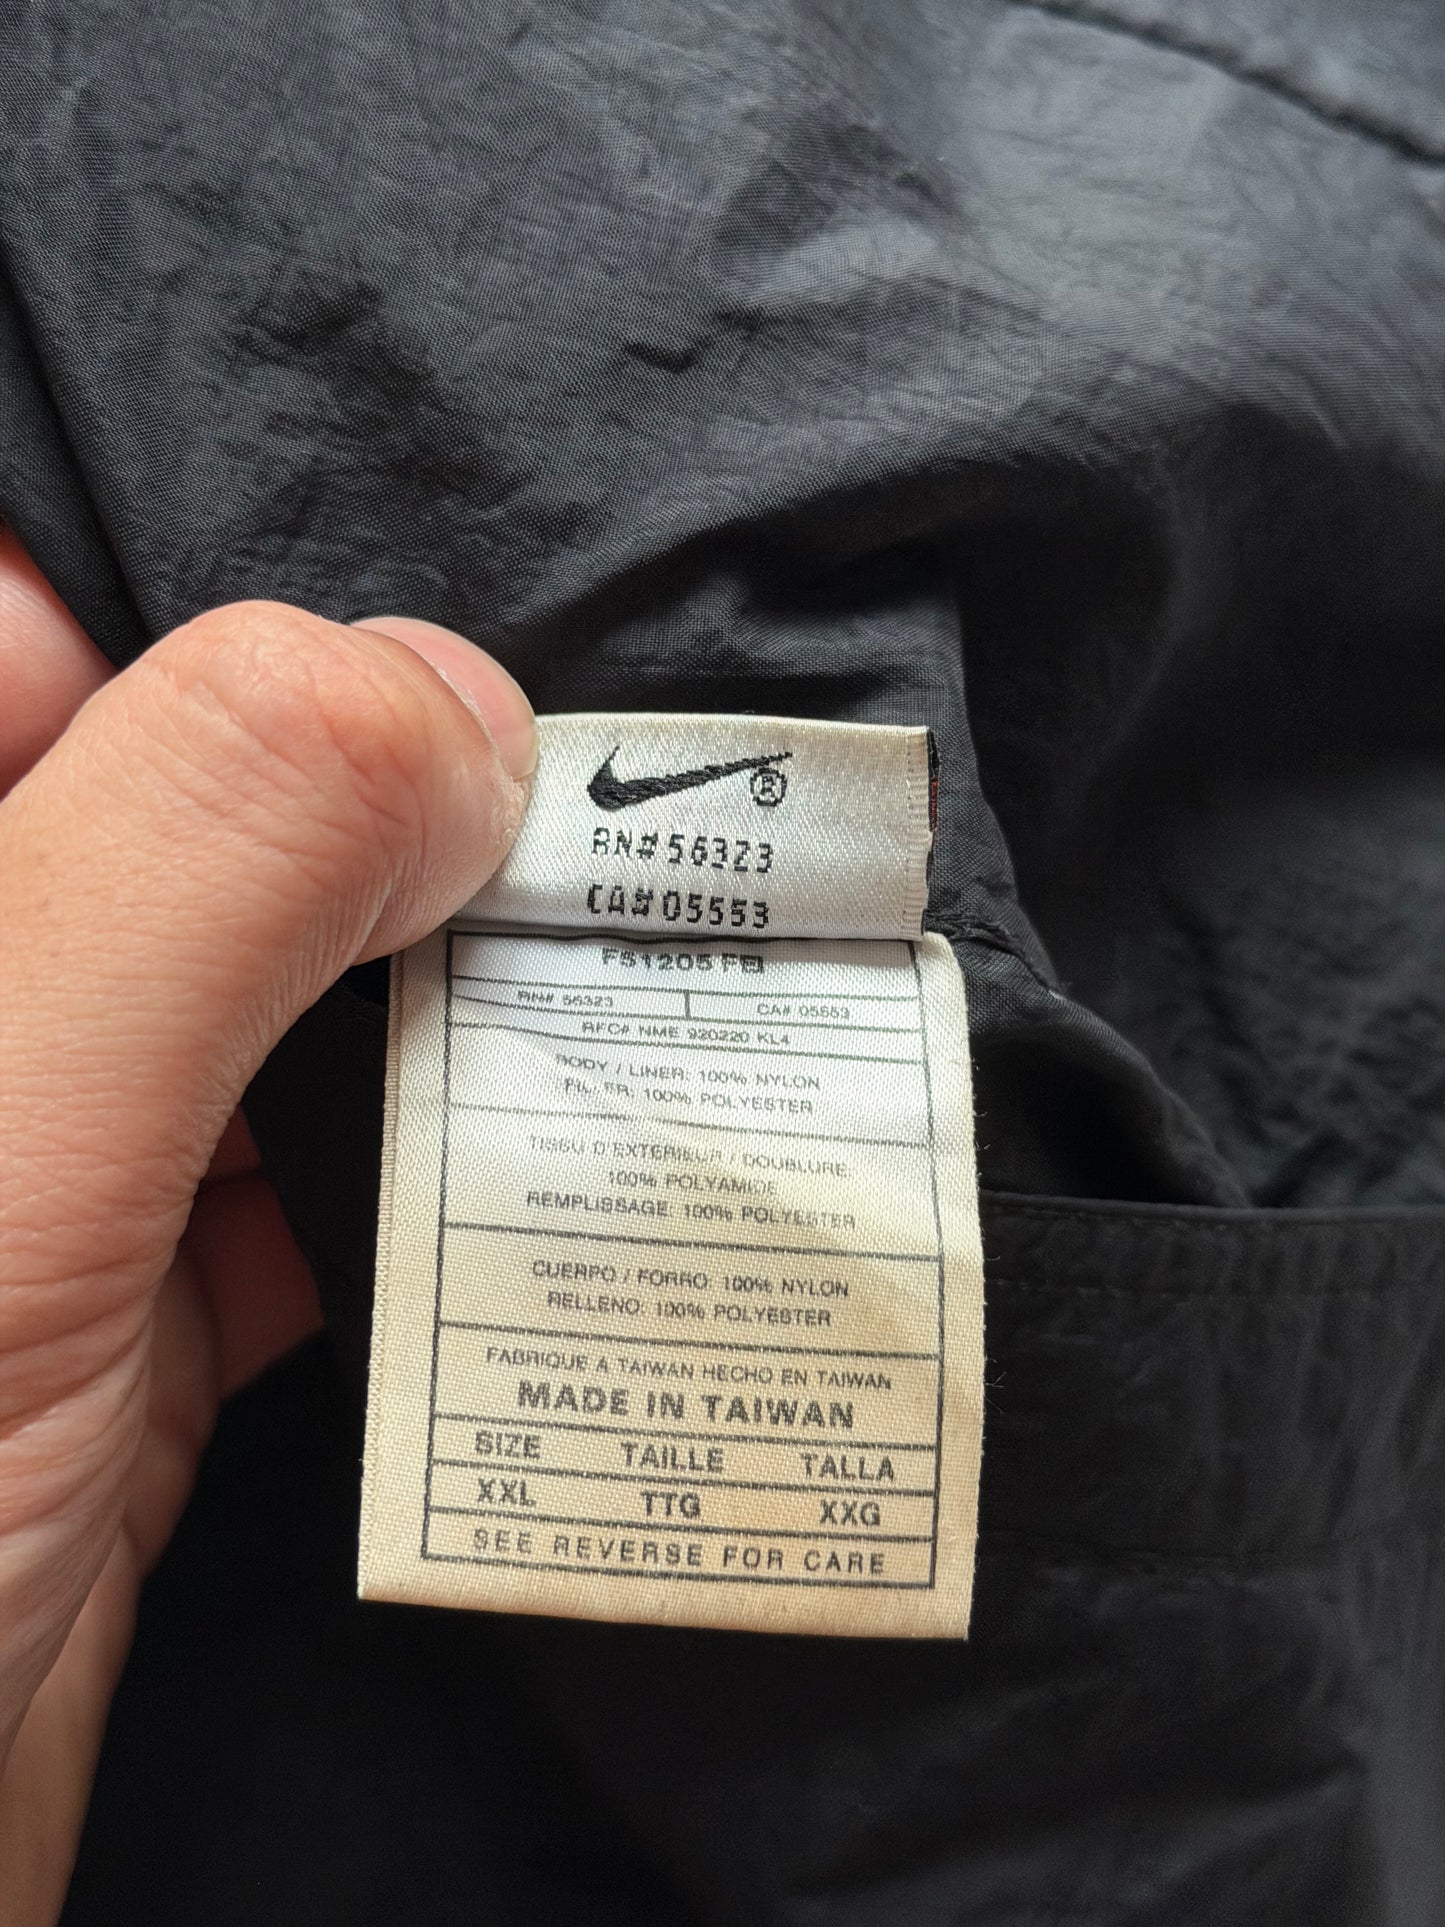 ®
RN# 56323
CA# 05553
F51205 FB
RN# 56323 CA# 05553
RFC# NME 920220 KL4
BODY / LINER: 100% NYLON
FILLER: 100% POLYESTER
TISSU D'EXTERIEUR / DOUBLURE:
100% POLYAMIDE
REMPLISSAGE: 100% POLYESTER
CUERPO / FORRO: 100% NYLON
RELLENO: 100% POLYESTER
FABRIQUE A TAIWAN HECHO EN TAIWAN
MADE IN TAIWAN
SIZE TAILLE TALLA
XXL TTG XXG
SEE REVERSE FOR CARE